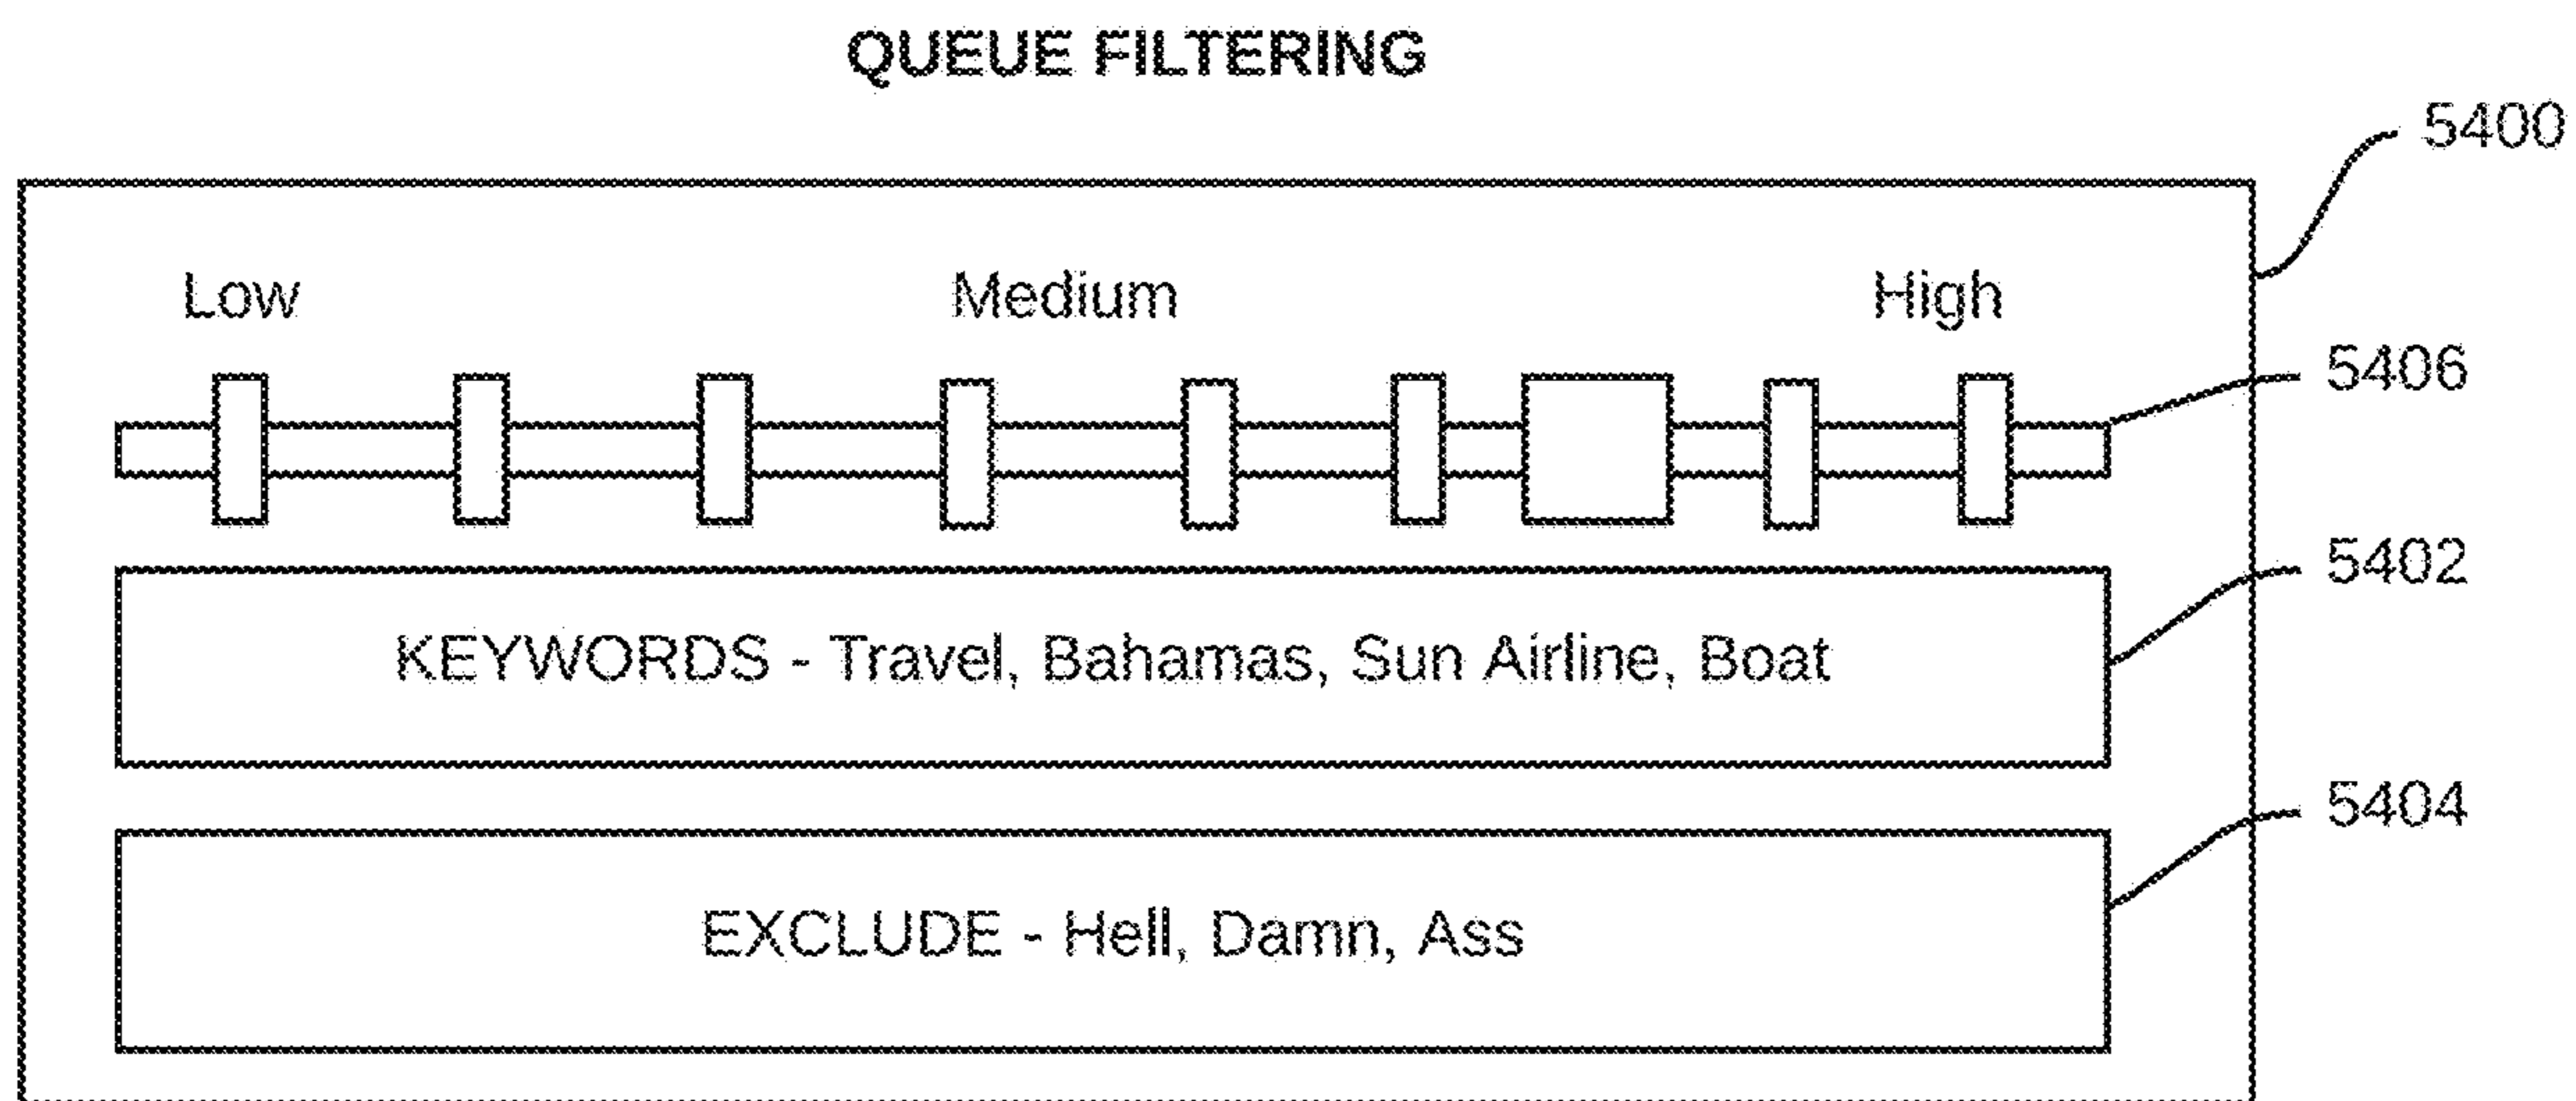 QUEUE FILTERING
5400
Low Medium High
5406
5402
KEYWORDS - Travel, Bahamas, Sun Airline, Boat
5404
EXCLUDE - Hell, Damn, Ass